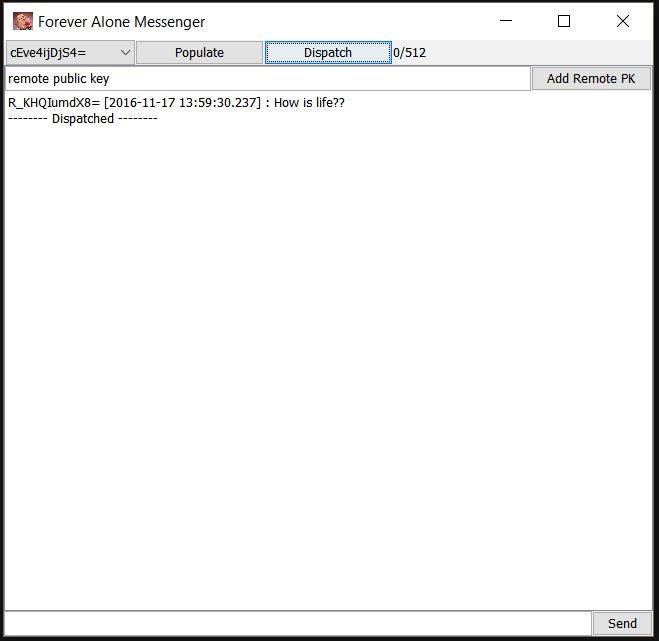 Forever Alone Messenger
cEve4ijDjS4= Populate Dispatch 0/512
remote public key Add Remote PK
R_KHQIumdX8= [2016-11-17 13:59:30.237] : How is life??
-------- Dispatched --------
Send